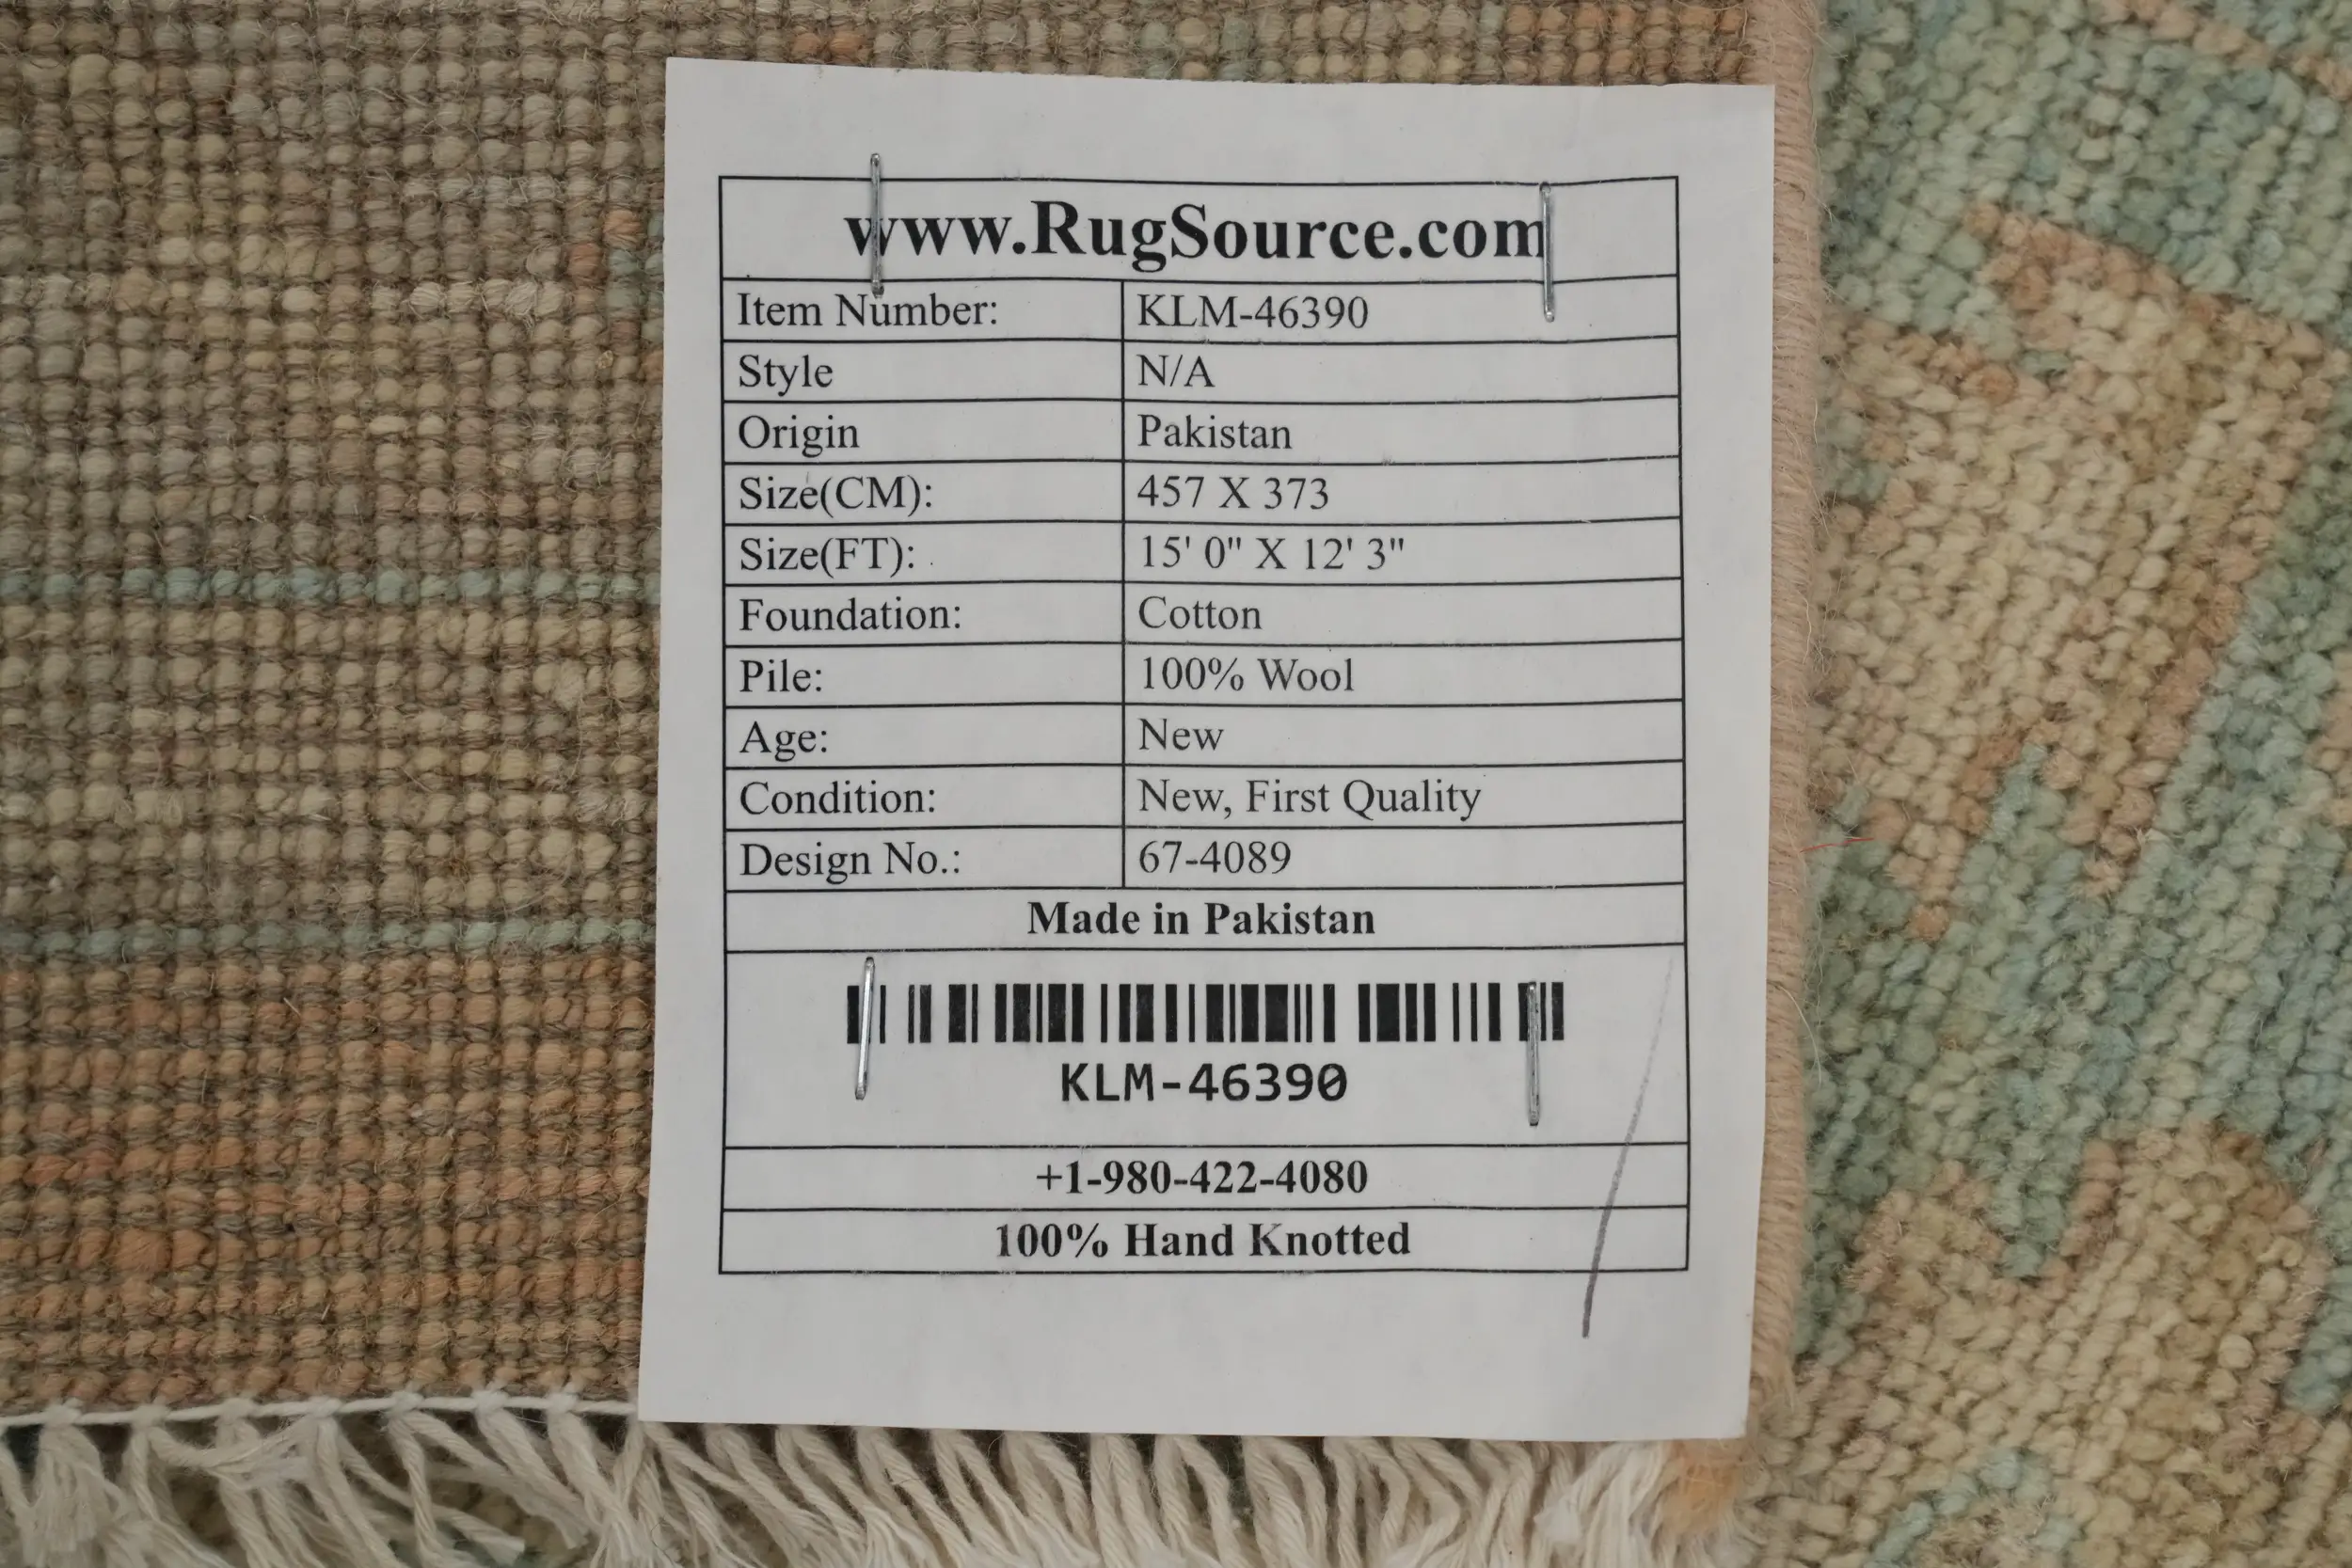 www.RugSource.com
Item Number: KLM-46390
Style N/A
Origin Pakistan
Size(CM): 457 X 373
Size(FT): 15' 0" X 12' 3"
Foundation: Cotton
Pile: 100% Wool
Age: New
Condition: New, First Quality
Design No.: 67-4089
Made in Pakistan
KLM-46390
+1-980-422-4080
100% Hand Knotted